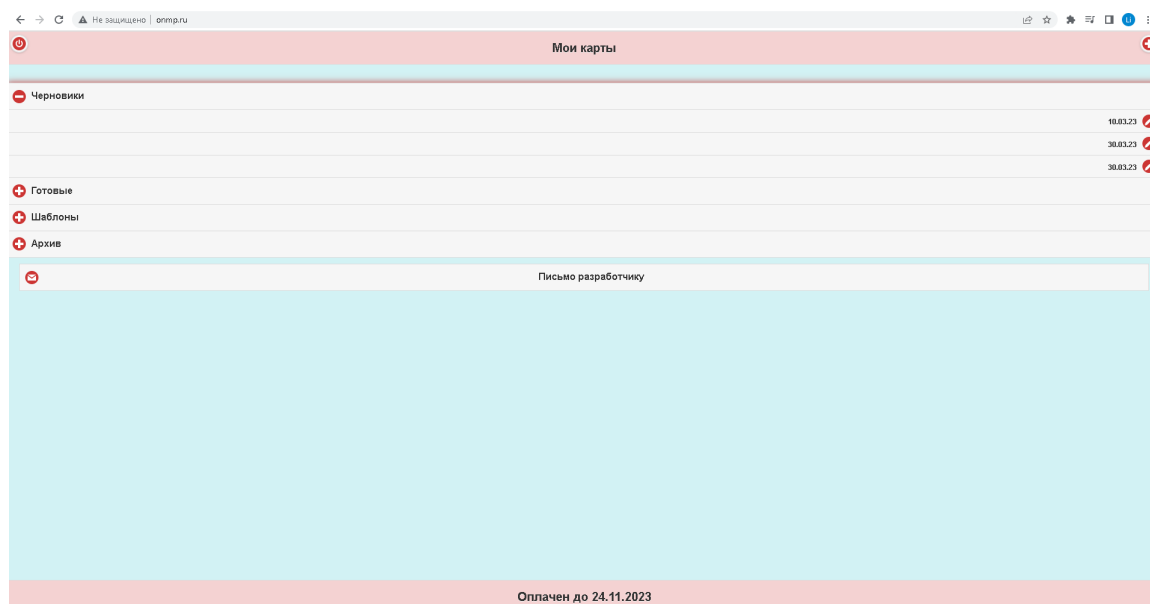 Не защищено | onmp.ru
Li
Мои карты
Черновики
10.03.23
30.03.23
30.03.23
Готовые
Шаблоны
Архив
Письмо разработчику
Оплачен до 24.11.2023